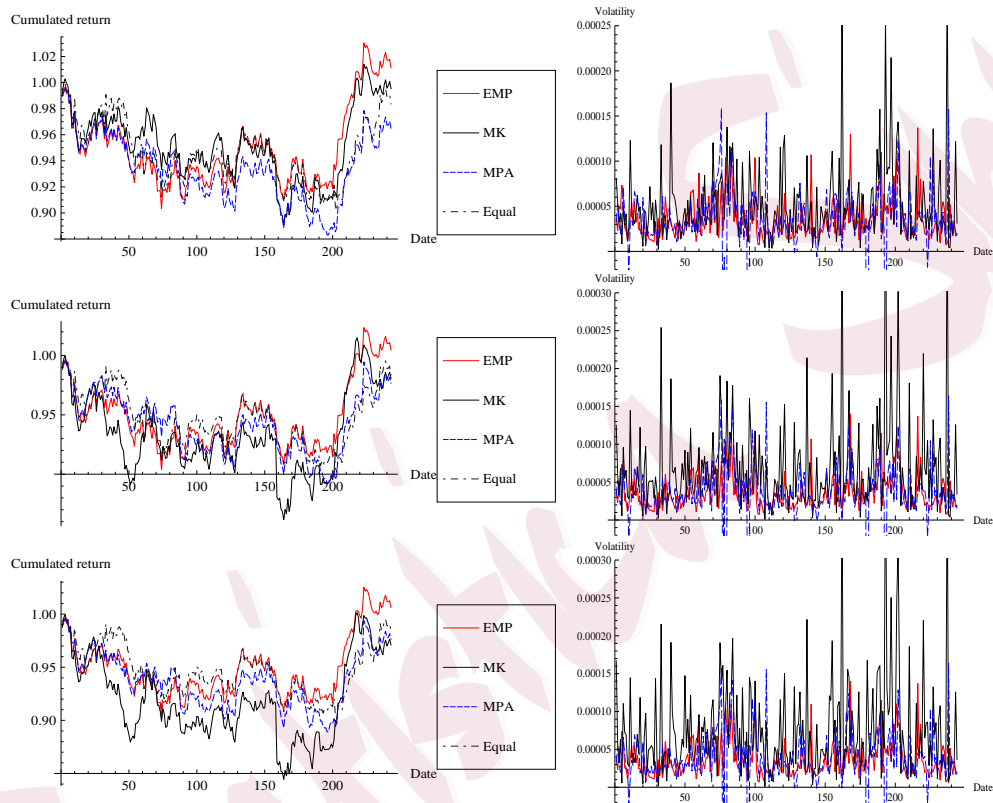 Cumulated return
1.02
1.00
0.98
0.96
0.94
0.92
0.90
50 100 150 200
Date
EMP
MK
MPA
Equal
Volatility
0.00025
0.00020
0.00015
0.00010
0.00005
50 100 150 200
Date
Cumulated return
1.00
0.95
50 100 150 200
Date
EMP
MK
MPA
Equal
Volatility
0.00030
0.00025
0.00020
0.00015
0.00010
0.00005
50 100 150 200
Date
Cumulated return
1.00
0.95
0.90
50 100 150 200
Date
EMP
MK
MPA
Equal
Volatility
0.00030
0.00025
0.00020
0.00015
0.00010
0.00005
50 100 150 200
Date